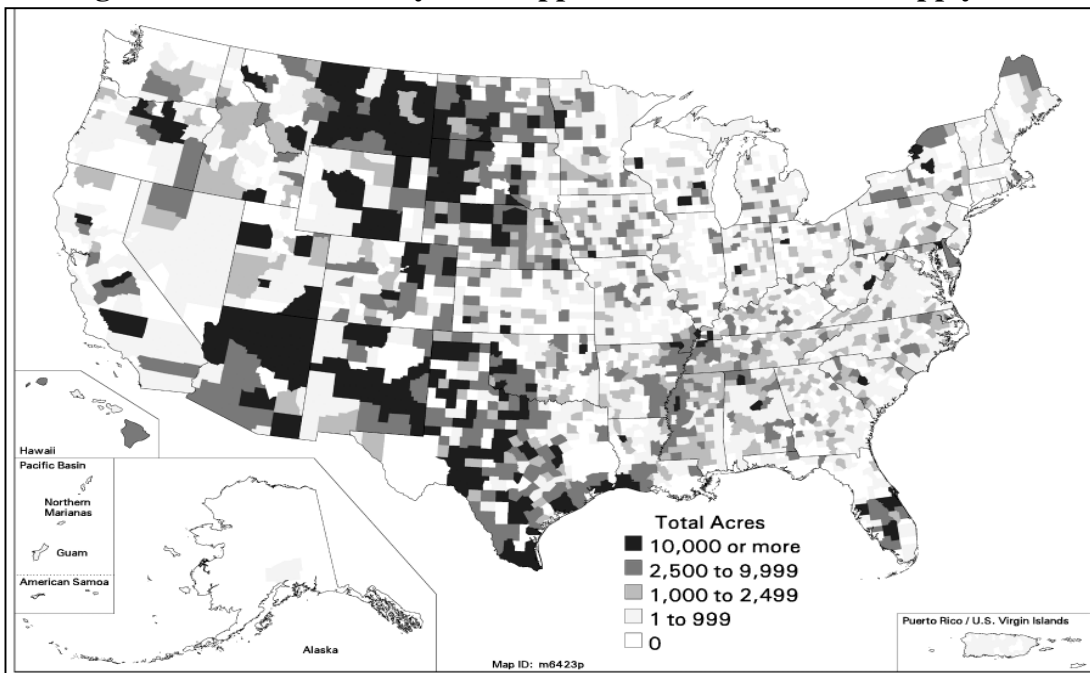 Hawaii
Pacific Basin
Northern
Marianas
Guam
American Samoa
Alaska
Total Acres
10,000 or more
2,500 to 9,999
1,000 to 2,499
1 to 999
0
Map ID: m6423p
Puerto Rico / U.S. Virgin Islands